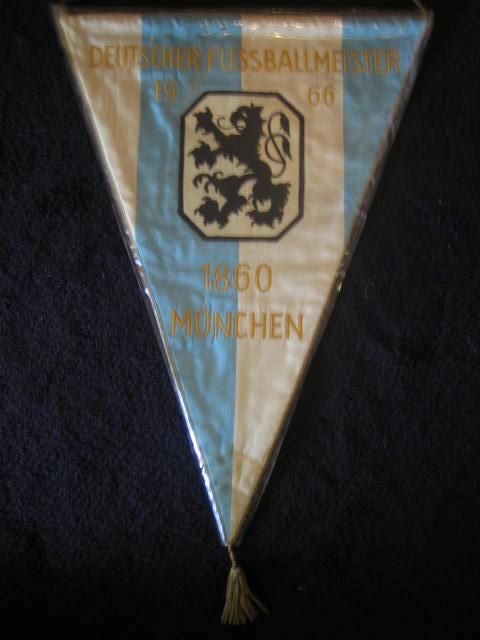 DEUTSCHER FUSSBALLMEISTER
19 66
1860
MÜNCHEN